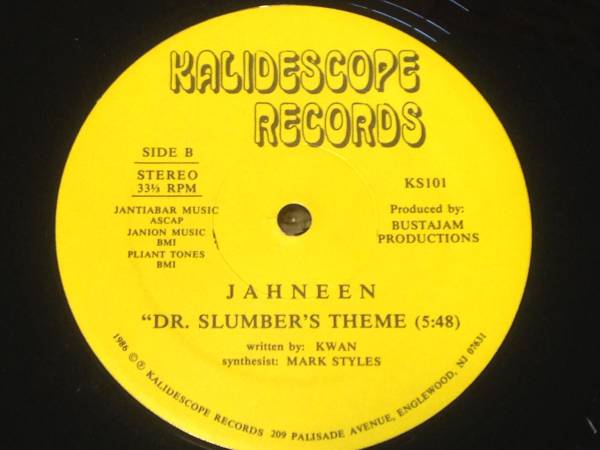 KALIDESCOPE
RECORDS
SIDE B
STEREO
33⅓ RPM
JANTIABAR MUSIC
ASCAP
JANION MUSIC
BMI
PLIANT TONES
BMI
KS101
Produced by:
BUSTAJAM
PRODUCTIONS
JAHNEEN
“DR. SLUMBER'S THEME (5:48)
written by: KWAN
synthesist: MARK STYLES
1986 © ℗ KALIDESCOPE RECORDS 209 PALISADE AVENUE, ENGLEWOOD, NJ 07631